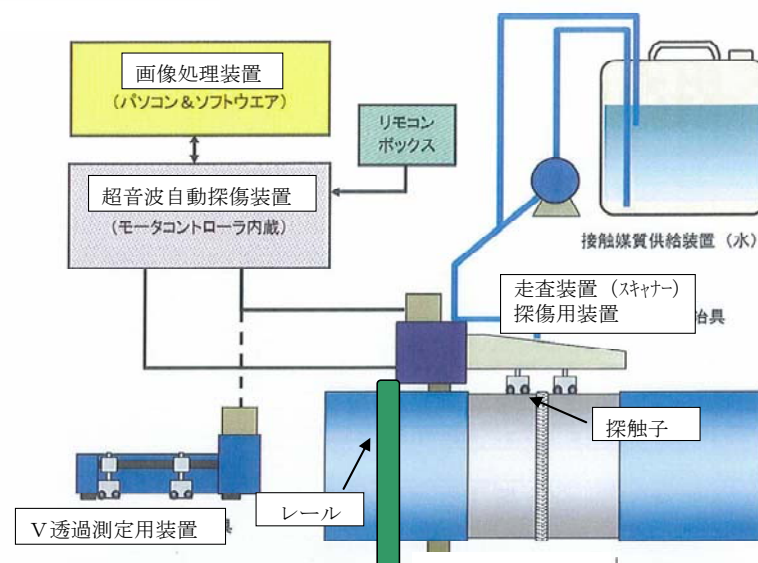 画像処理装置
(パソコン&ソフトウエア)
リモコン
ボックス
超音波自動探傷装置
(モータコントローラ内蔵)
接触媒質供給装置（水）
走査装置（スキャナー）
探傷用装置
治具
探触子
レール
V透過測定用装置
具